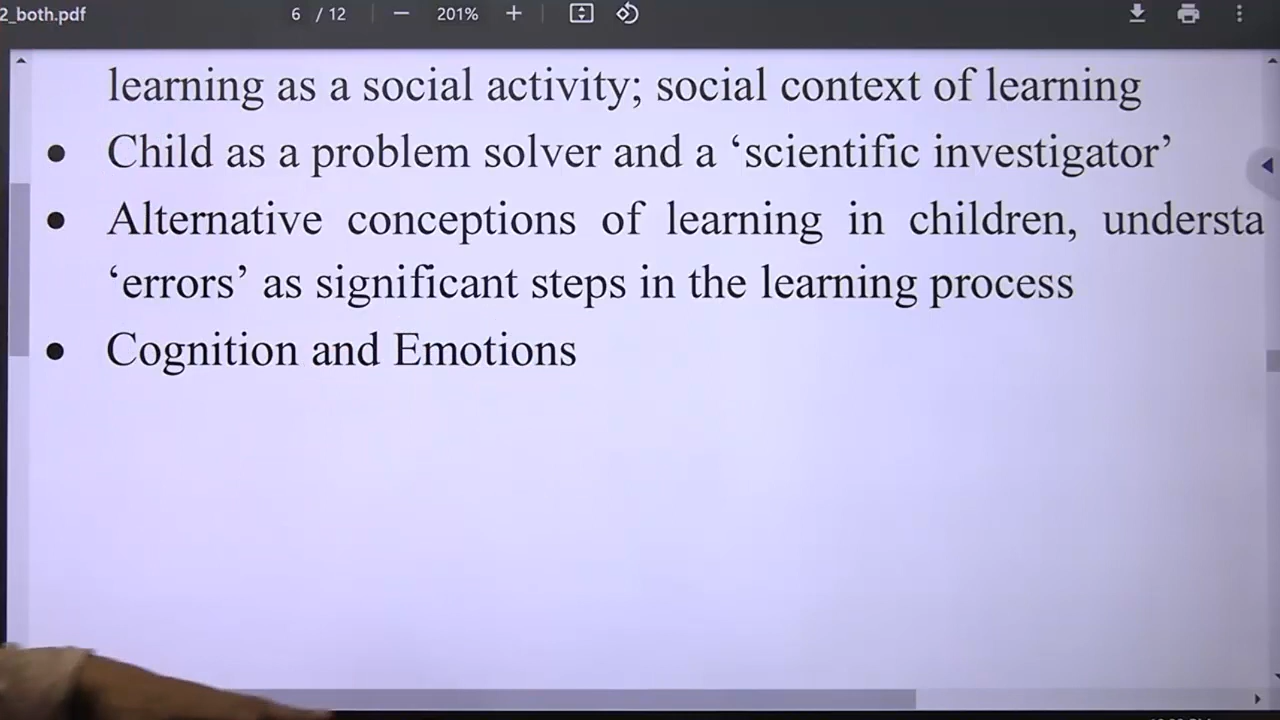 2_both.pdf
6 / 12
201%
learning as a social activity; social context of learning
• Child as a problem solver and a ‘scientific investigator’
• Alternative conceptions of learning in children, understa
‘errors’ as significant steps in the learning process
• Cognition and Emotions